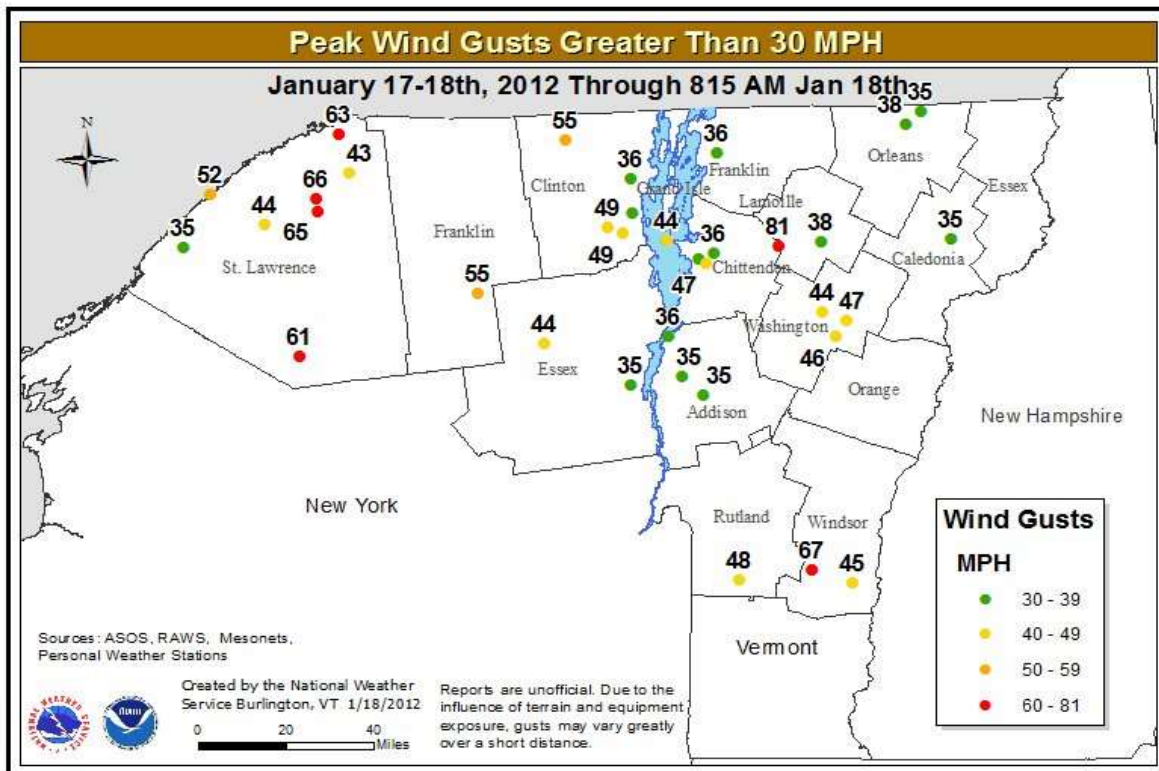 Peak Wind Gusts Greater Than 30 MPH
January 17-18th, 2012 Through 815 AM Jan 18th
N
63
55
38
35
43
36
36
Franklin
Orleans
52
66
Clinton
Grand Isle
Essex
44
49
Lamoille
35
65
Franklin
44
36
81
38
35
St. Lawrence
49
Chittenden
Caledonia
55
47
44
47
61
44
36
Washington
46
Essex
35
35
35
Orange
Addison
New Hampshire
New York
Rutland
Windsor
48
67
45
Vermont
Wind Gusts
MPH
30 - 39
40 - 49
50 - 59
60 - 81
Sources: ASOS, RAWS, Mesonets,
Personal Weather Stations
Created by the National Weather
Service Burlington, VT 1/18/2012
0 20 40
Miles
Reports are unofficial. Due to the
influence of terrain and equipment
exposure, gusts may vary greatly
over a short distance.
NATIONAL WEATHER SERVICE
noaa